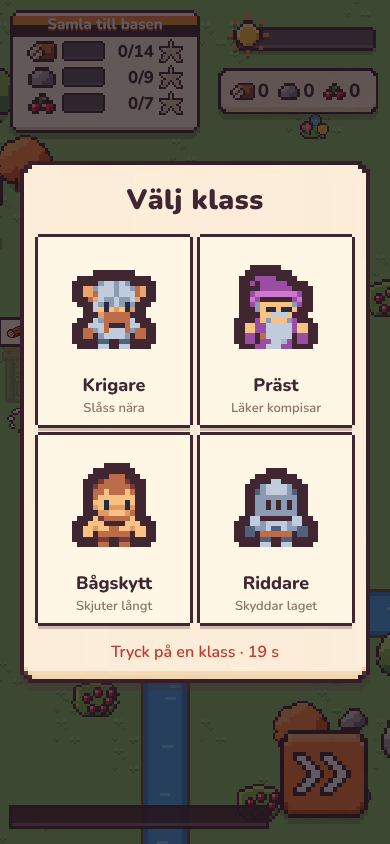 Samla till basen
0/14
0/9
0/7
0 0 0
Välj klass
Krigare
Slåss nära
Präst
Läker kompisar
Bågskytt
Skjuter långt
Riddare
Skyddar laget
Tryck på en klass · 19 s